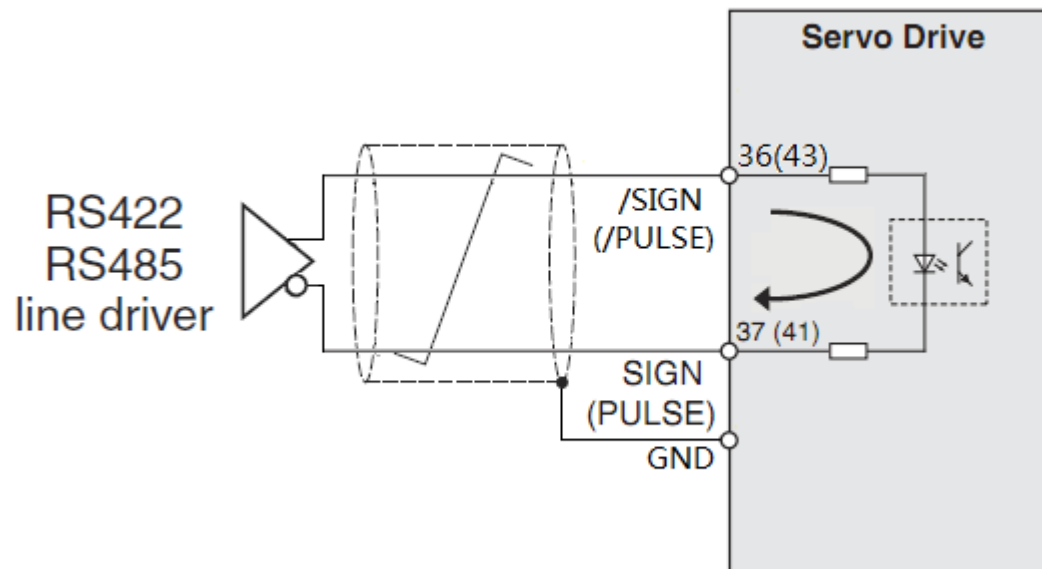 Servo Drive
RS422
RS485
line driver
36(43)
/SIGN
(/PULSE)
37 (41)
SIGN
(PULSE)
GND